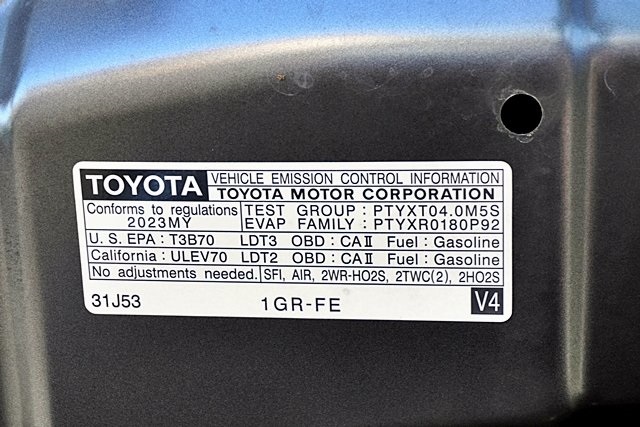 TOYOTA VEHICLE EMISSION CONTROL INFORMATION
TOYOTA MOTOR CORPORATION
Conforms to regulations TEST GROUP : PTYXT04.0M5S
2023MY EVAP FAMILY : PTYXR0180P92
U. S. EPA : T3B70 LDT3 OBD : CAⅡ Fuel : Gasoline
California : ULEV70 LDT2 OBD : CAⅡ Fuel : Gasoline
No adjustments needed. SFI, AIR, 2WR-HO2S, 2TWC(2), 2HO2S
31J53 1GR-FE V4